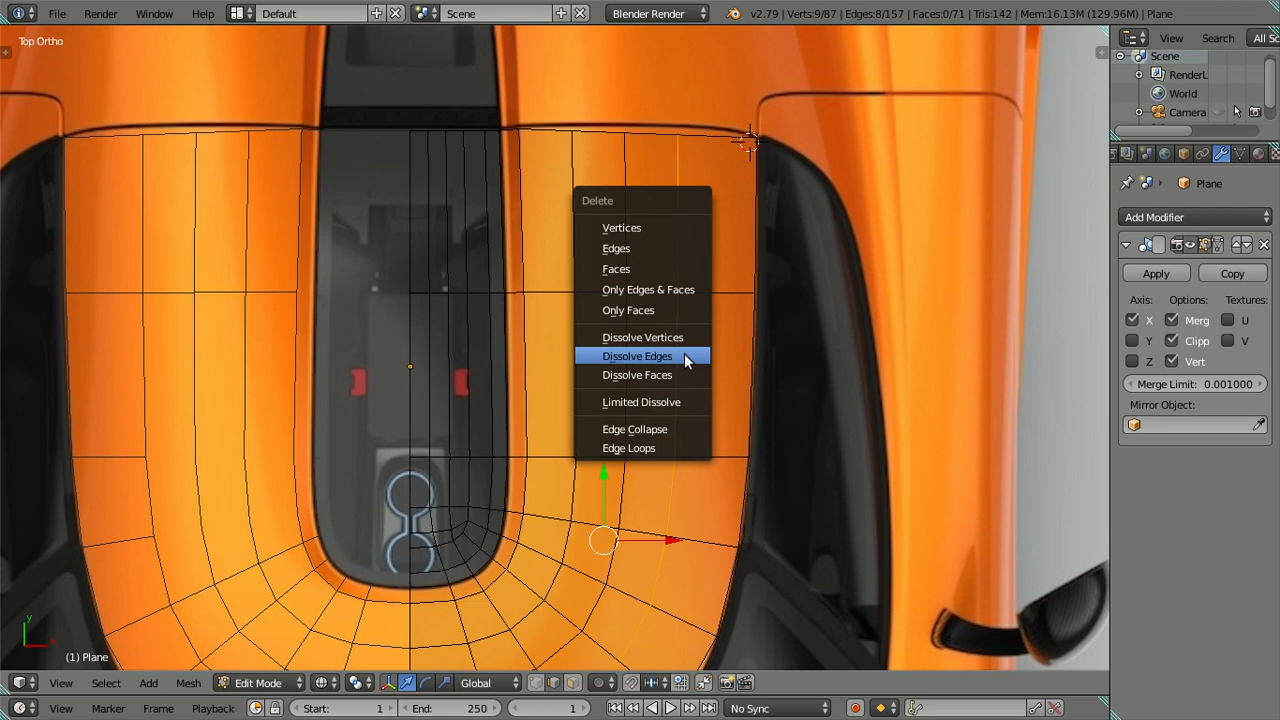 File Render Window Help Default Scene Blender Render v2.79 | Verts:9/87 | Edges:8/157 | Faces:0/71 | Tris:142 | Mem:16.13M (129.96M) | Plane
Top Ortho
View Search All Sc
Scene
RenderL
World
Camera
Plane
Add Modifier
Apply Copy
Axis: Options: Textures:
X Merg U
Y Clipp V
Z Vert
Merge Limit: 0.001000
Mirror Object:
Delete
Vertices
Edges
Faces
Only Edges & Faces
Only Faces
Dissolve Vertices
Dissolve Edges
Dissolve Faces
Limited Dissolve
Edge Collapse
Edge Loops
y
x
(1) Plane
View Select Add Mesh Edit Mode Global
View Marker Frame Playback Start: 1 End: 250 1 No Sync